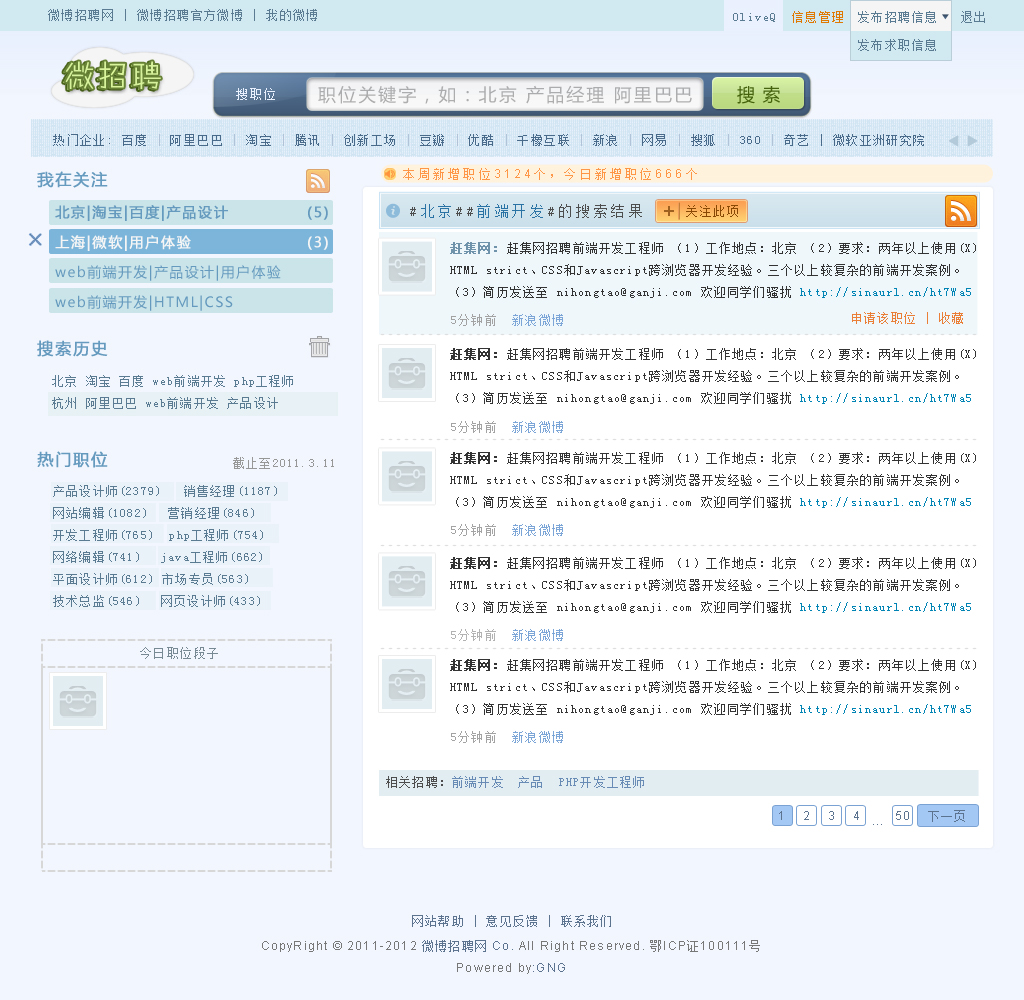 微博招聘网 | 微博招聘官方微博 | 我的微博
OliveQ 信息管理 发布招聘信息 退出
发布求职信息
微招聘
搜职位 职位关键字，如：北京 产品经理 阿里巴巴 搜 索
热门企业： 百度 | 阿里巴巴 | 淘宝 | 腾讯 | 创新工场 | 豆瓣 | 优酷 | 千橡互联 | 新浪 | 网易 | 搜狐 | 360 | 奇艺 | 微软亚洲研究院
我在关注
北京|淘宝|百度|产品设计 (5)
上海|微软|用户体验 (3)
web前端开发|产品设计|用户体验
web前端开发|HTML|CSS
搜索历史
北京 淘宝 百度 web前端开发 php工程师
杭州 阿里巴巴 web前端开发 产品设计
热门职位 截止至2011.3.11
产品设计师(2379) 销售经理(1187)
网站编辑(1082) 营销经理(846)
开发工程师(765) php工程师(754)
网络编辑(741) java工程师(662)
平面设计师(612) 市场专员(563)
技术总监(546) 网页设计师(433)
今日职位段子
本周新增职位3124个，今日新增职位666个
#北京##前端开发#的搜索结果 +|关注此项
赶集网：赶集网招聘前端开发工程师 （1）工作地点：北京 （2）要求：两年以上使用(X)
HTML strict、CSS和Javascript跨浏览器开发经验。三个以上较复杂的前端开发案例。
（3）简历发送至 nihongtao@ganji.com 欢迎同学们骚扰 http://sinaurl.cn/ht7Wa5
5分钟前 新浪微博 申请该职位 | 收藏
赶集网：赶集网招聘前端开发工程师 （1）工作地点：北京 （2）要求：两年以上使用(X)
HTML strict、CSS和Javascript跨浏览器开发经验。三个以上较复杂的前端开发案例。
（3）简历发送至 nihongtao@ganji.com 欢迎同学们骚扰 http://sinaurl.cn/ht7Wa5
5分钟前 新浪微博
赶集网：赶集网招聘前端开发工程师 （1）工作地点：北京 （2）要求：两年以上使用(X)
HTML strict、CSS和Javascript跨浏览器开发经验。三个以上较复杂的前端开发案例。
（3）简历发送至 nihongtao@ganji.com 欢迎同学们骚扰 http://sinaurl.cn/ht7Wa5
5分钟前 新浪微博
赶集网：赶集网招聘前端开发工程师 （1）工作地点：北京 （2）要求：两年以上使用(X)
HTML strict、CSS和Javascript跨浏览器开发经验。三个以上较复杂的前端开发案例。
（3）简历发送至 nihongtao@ganji.com 欢迎同学们骚扰 http://sinaurl.cn/ht7Wa5
5分钟前 新浪微博
赶集网：赶集网招聘前端开发工程师 （1）工作地点：北京 （2）要求：两年以上使用(X)
HTML strict、CSS和Javascript跨浏览器开发经验。三个以上较复杂的前端开发案例。
（3）简历发送至 nihongtao@ganji.com 欢迎同学们骚扰 http://sinaurl.cn/ht7Wa5
5分钟前 新浪微博
相关招聘：前端开发 产品 PHP开发工程师
1 2 3 4 ... 50 下一页
网站帮助 | 意见反馈 | 联系我们
CopyRight © 2011-2012 微博招聘网 Co. All Right Reserved. 鄂ICP证100111号
Powered by:GNG